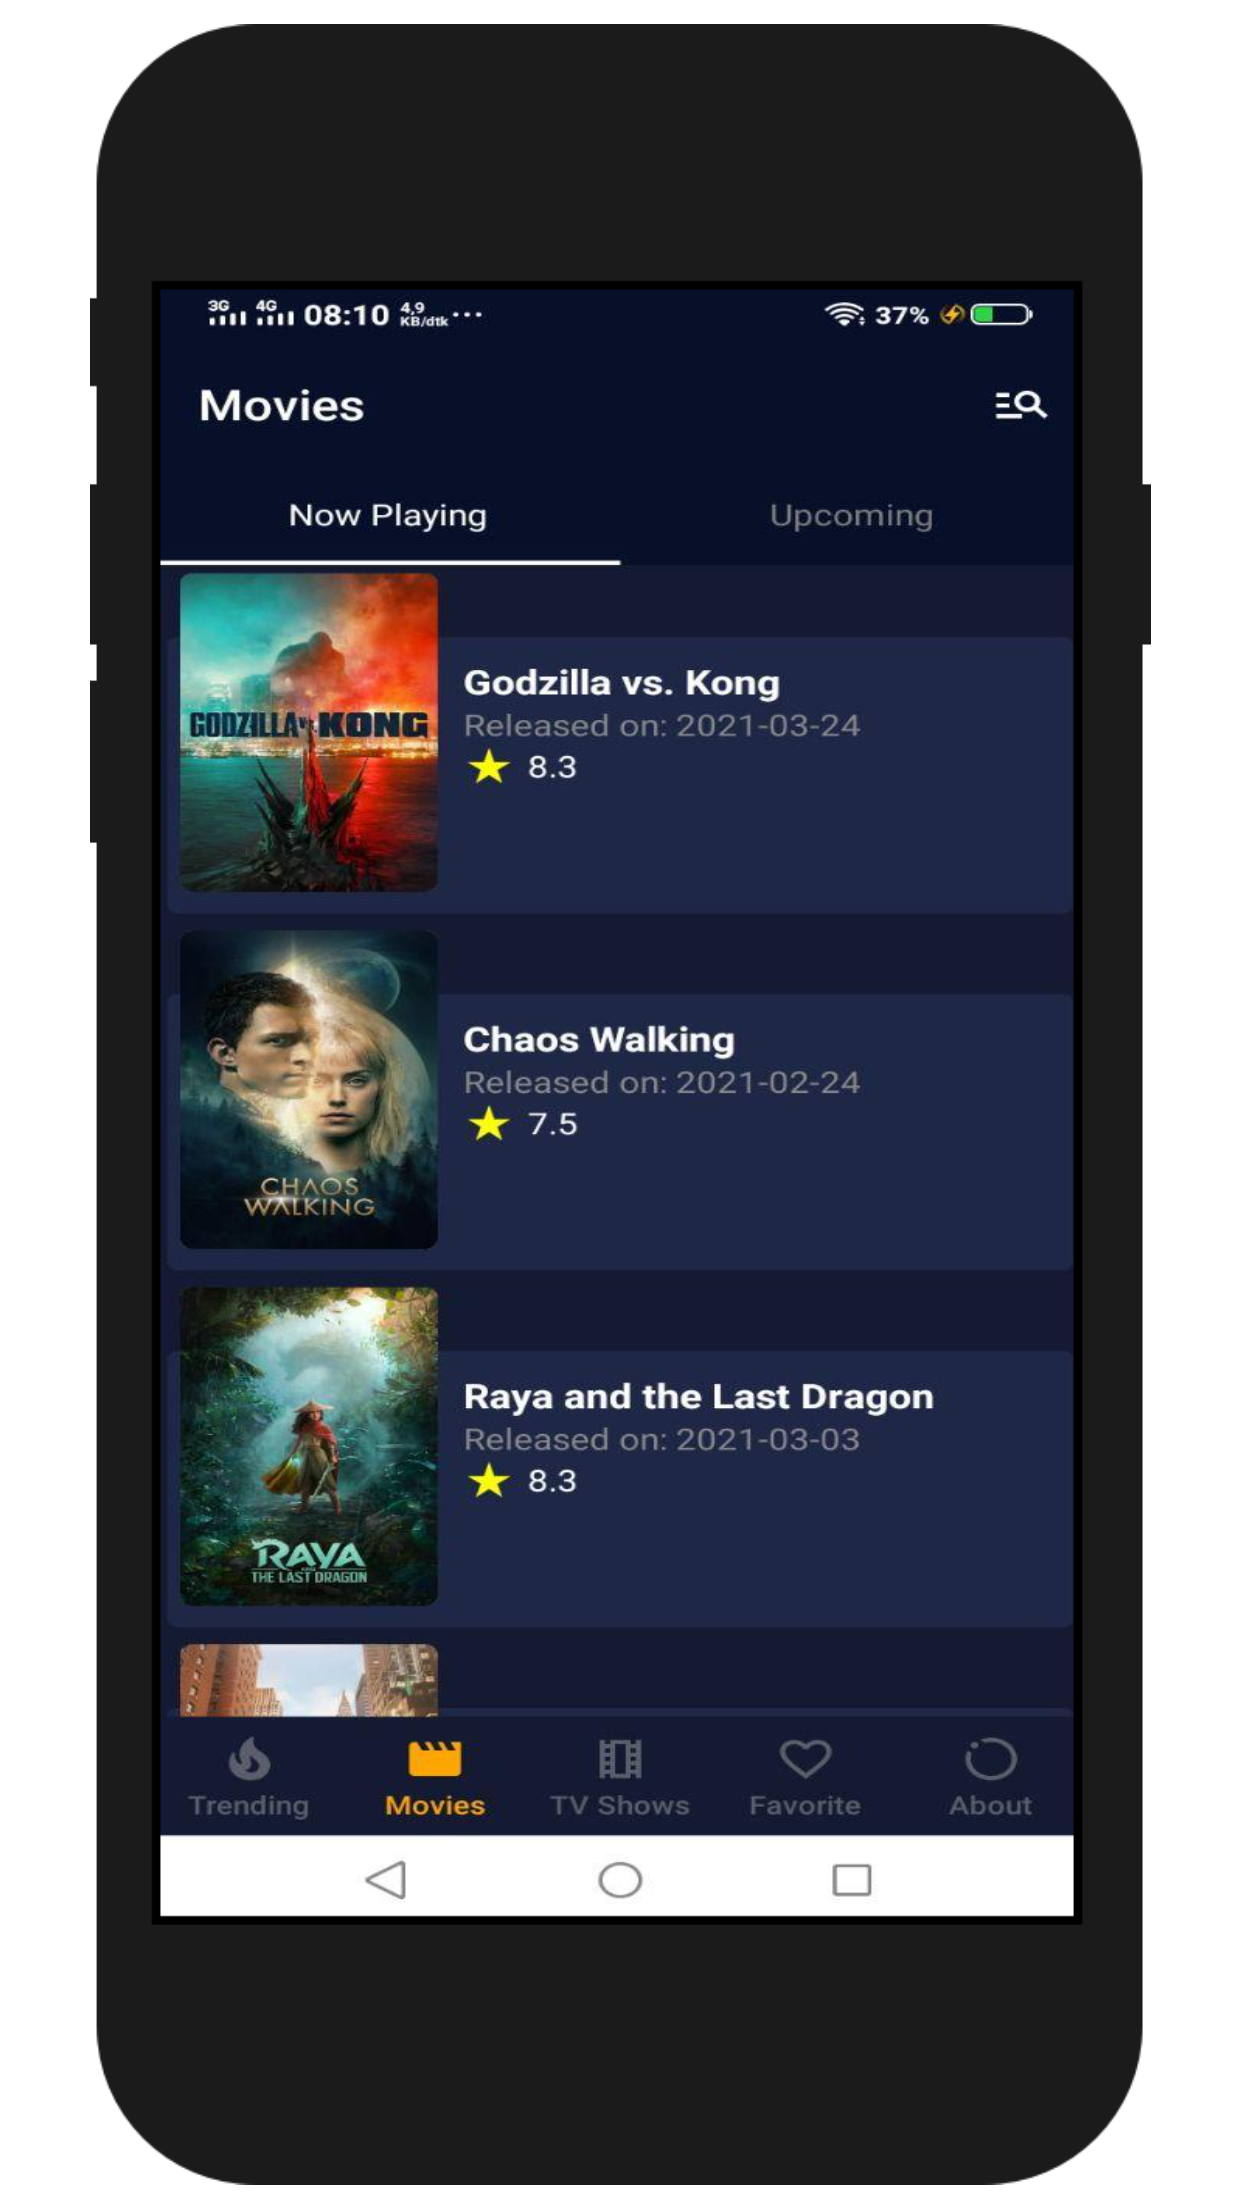 3G 4G 08:10 4,9 KB/dtk ... 37%
Movies
Now Playing Upcoming
GODZILLA vs. KONG
Godzilla vs. Kong
Released on: 2021-03-24
8.3
Chaos Walking
Released on: 2021-02-24
7.5
CHAOS
WALKING
Raya and the Last Dragon
Released on: 2021-03-03
8.3
RAYA
AND
THE LAST DRAGON
Trending Movies TV Shows Favorite About